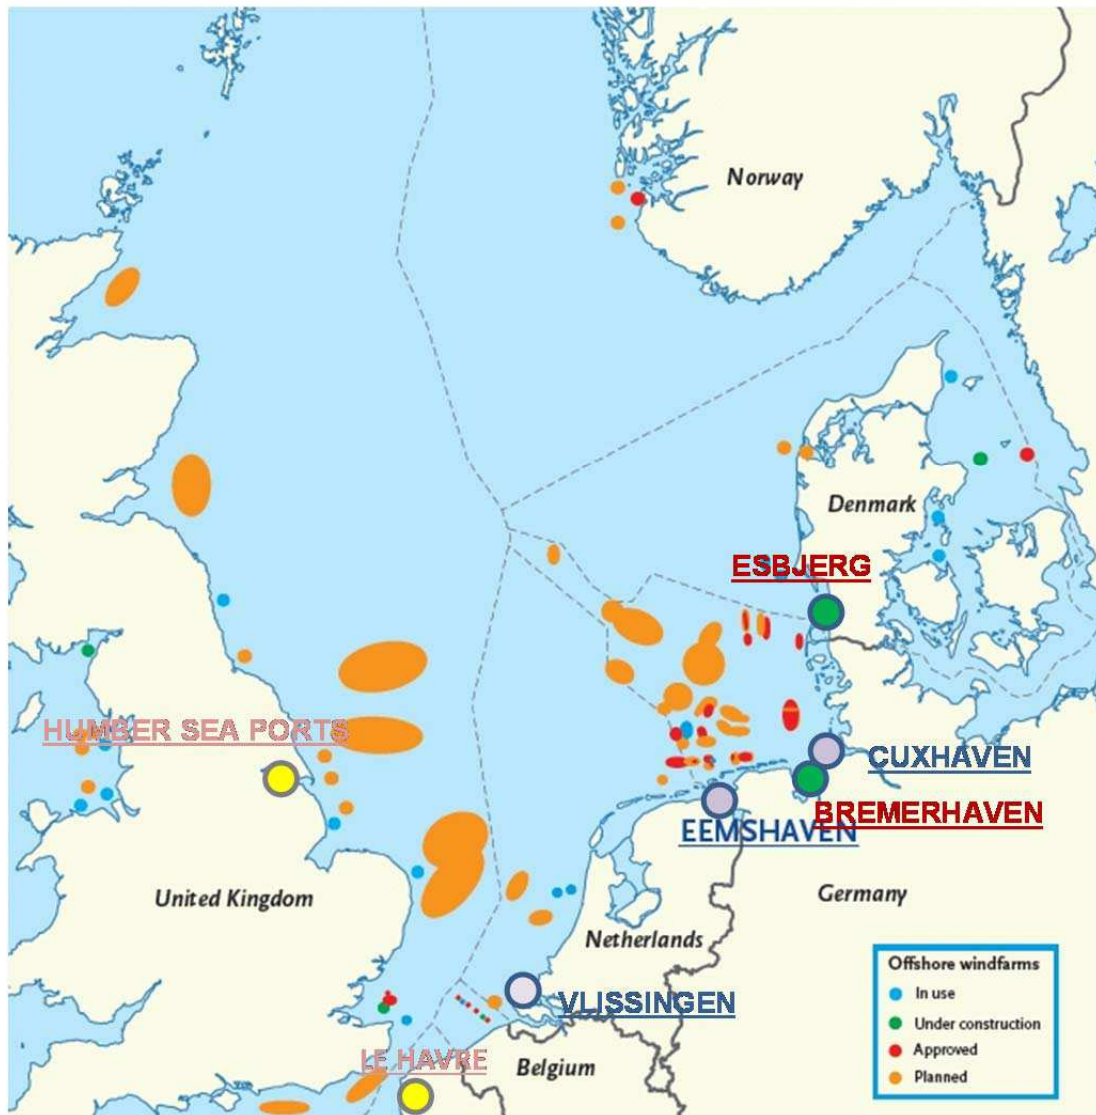 Norway
Denmark
ESBJERG
HUMBER SEA PORTS
CUXHAVEN
BREMERHAVEN
EEMSHAVEN
United Kingdom
Germany
Netherlands
VLISSINGEN
LE HAVRE
Belgium
Offshore windfarms
In use
Under construction
Approved
Planned